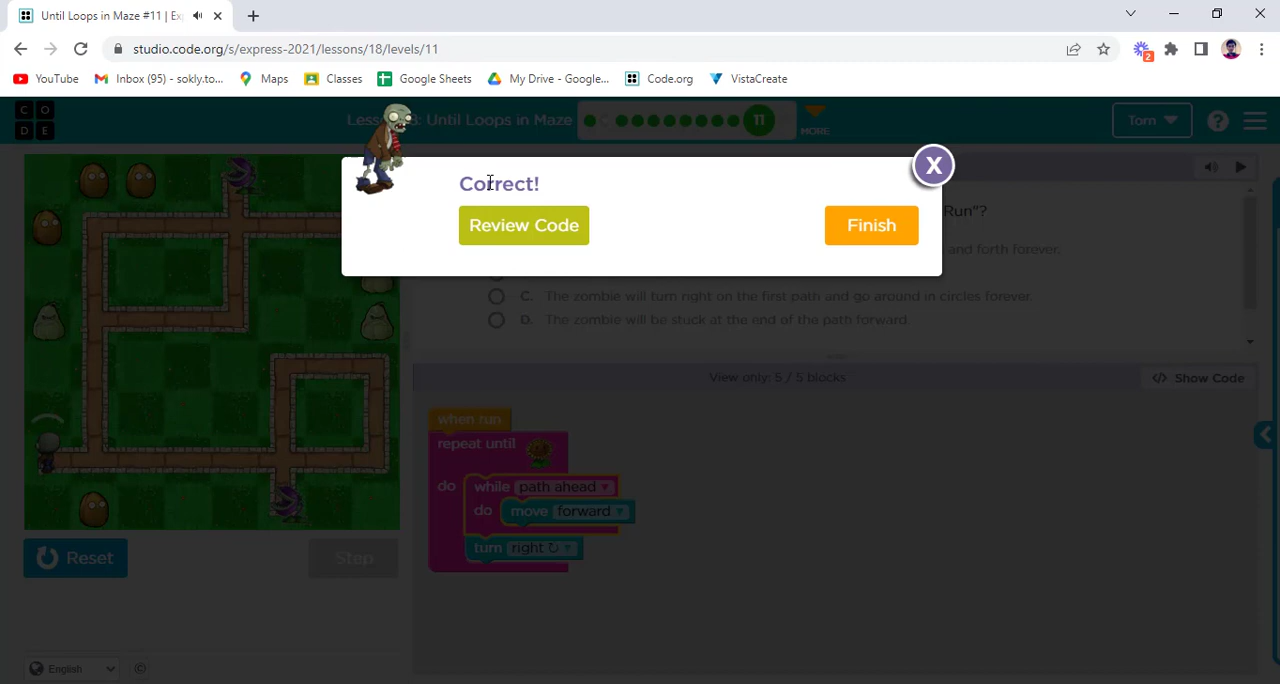 Until Loops in Maze #11 | Ex
studio.code.org/s/express-2021/lessons/18/levels/11
2
YouTube
Inbox (95) - sokly.to...
Maps
Classes
Google Sheets
My Drive - Google...
Code.org
VistaCreate
C O
D E
Until Loops in Maze
11
MORE
Tom
?
X
Correct!
Review Code
Finish
Run"?
and forth forever.
C. The zombie will turn right on the first path and go around in circles forever.
D. The zombie will be stuck at the end of the path forward.
View only: 5 / 5 blocks
</> Show Code
when run
repeat until
do while path ahead
do move forward
turn right
Reset
Step
English
©